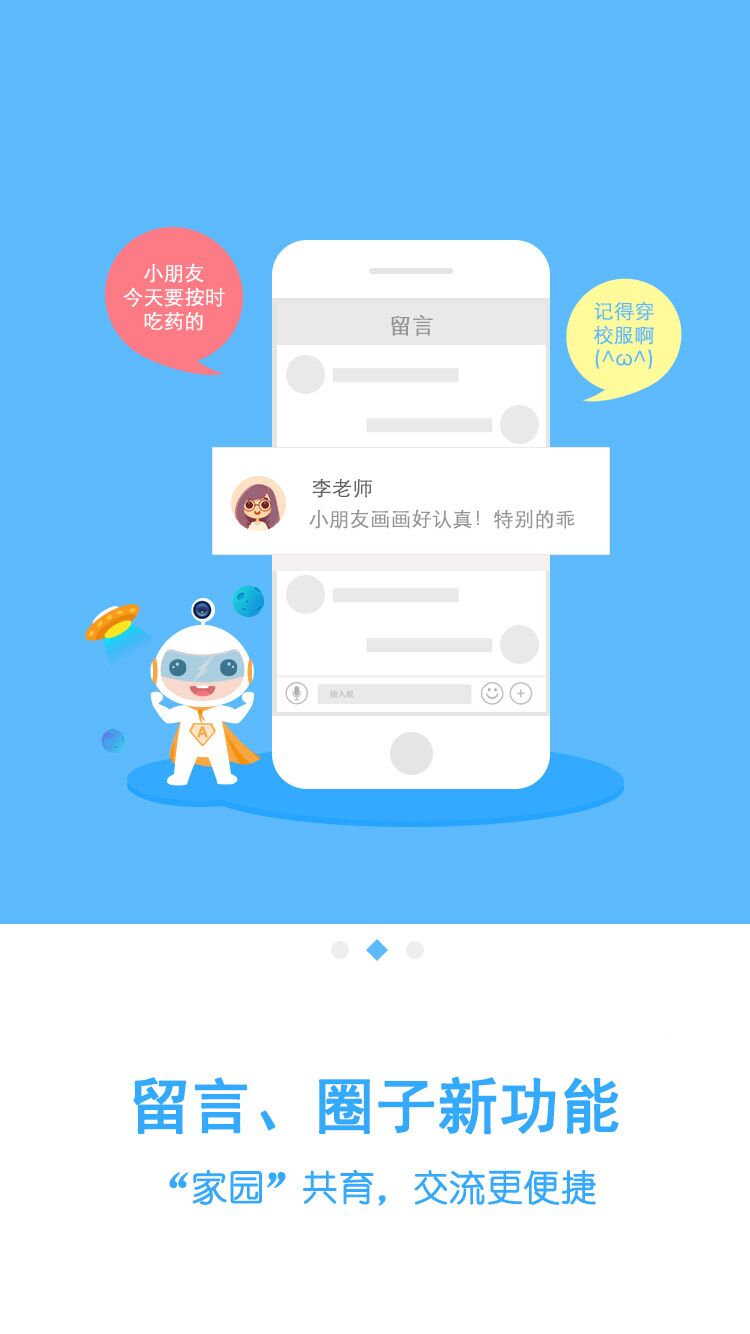 小朋友
今天要按时
吃药的
记得穿
校服啊
(^ω^)
留言
李老师
小朋友画画好认真！特别的乖
输入框
A
留言、圈子新功能
“家园”共育，交流更便捷